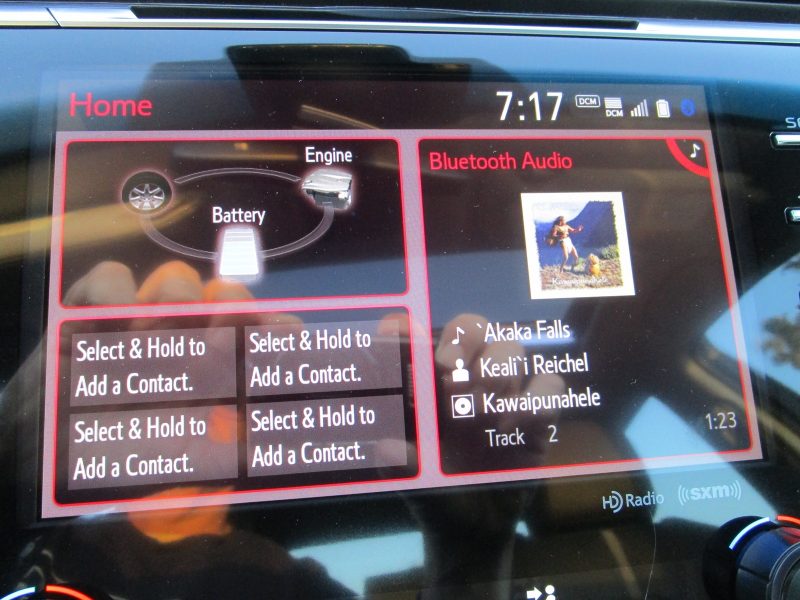 Home
7:17
DCM
DCM
Engine
Battery
Select & Hold to
Add a Contact.
Select & Hold to
Add a Contact.
Select & Hold to
Add a Contact.
Select & Hold to
Add a Contact.
Bluetooth Audio
Kawaipunahele
`Akaka Falls
Keali`i Reichel
Kawaipunahele
Track 2
1:23
HD Radio
((sxm))